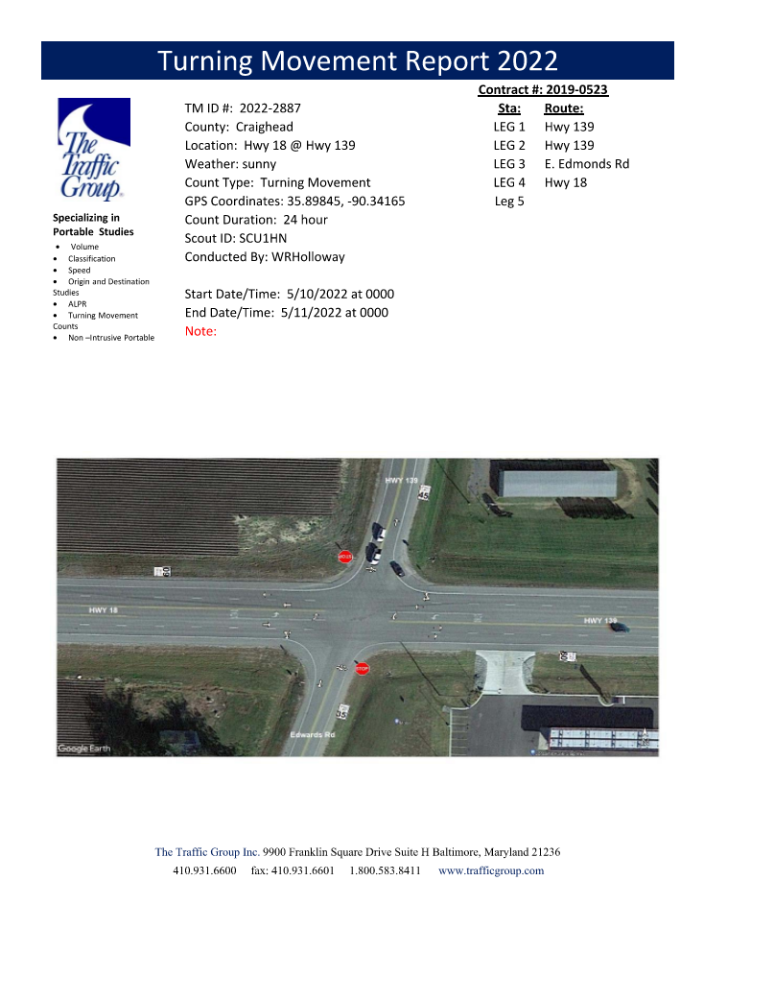 Turning Movement Report 2022
Contract #: 2019-0523
Sta: Route:
LEG 1 Hwy 139
LEG 2 Hwy 139
LEG 3 E. Edmonds Rd
LEG 4 Hwy 18
Leg 5
TM ID #: 2022-2887
County: Craighead
Location: Hwy 18 @ Hwy 139
Weather: sunny
Count Type: Turning Movement
GPS Coordinates: 35.89845, -90.34165
Count Duration: 24 hour
Scout ID: SCU1HN
Conducted By: WRHolloway
Start Date/Time: 5/10/2022 at 0000
End Date/Time: 5/11/2022 at 0000
Note:
The
Traffic
Group
Specializing in
Portable Studies
• Volume
• Classification
• Speed
• Origin and Destination
Studies
• ALPR
• Turning Movement
Counts
• Non –Intrusive Portable
HWY 139
45
STOP
HWY 18
HWY 139
STOP
35
Edwards Rd
Google Earth
The Traffic Group Inc. 9900 Franklin Square Drive Suite H Baltimore, Maryland 21236
410.931.6600 fax: 410.931.6601 1.800.583.8411 www.trafficgroup.com